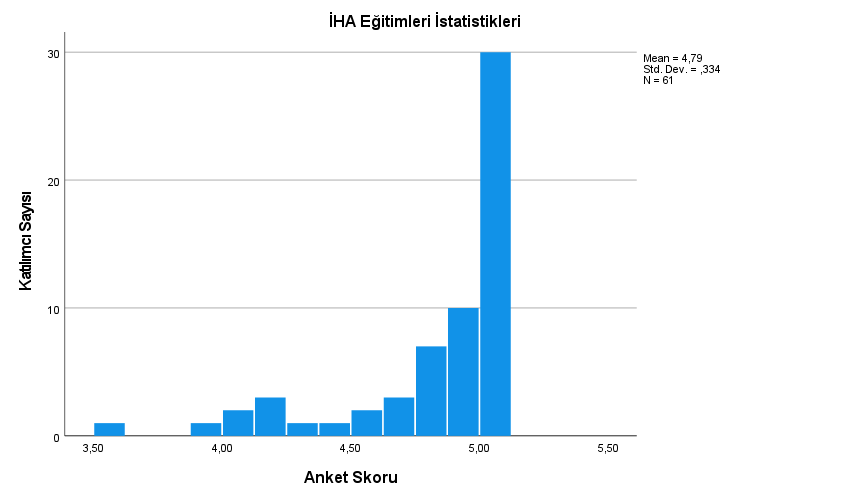 İHA Eğitimleri İstatistikleri
Mean = 4,79
Std. Dev. = ,334
N = 61
Katılımcı Sayısı
30
20
10
0
3,50 4,00 4,50 5,00 5,50
Anket Skoru